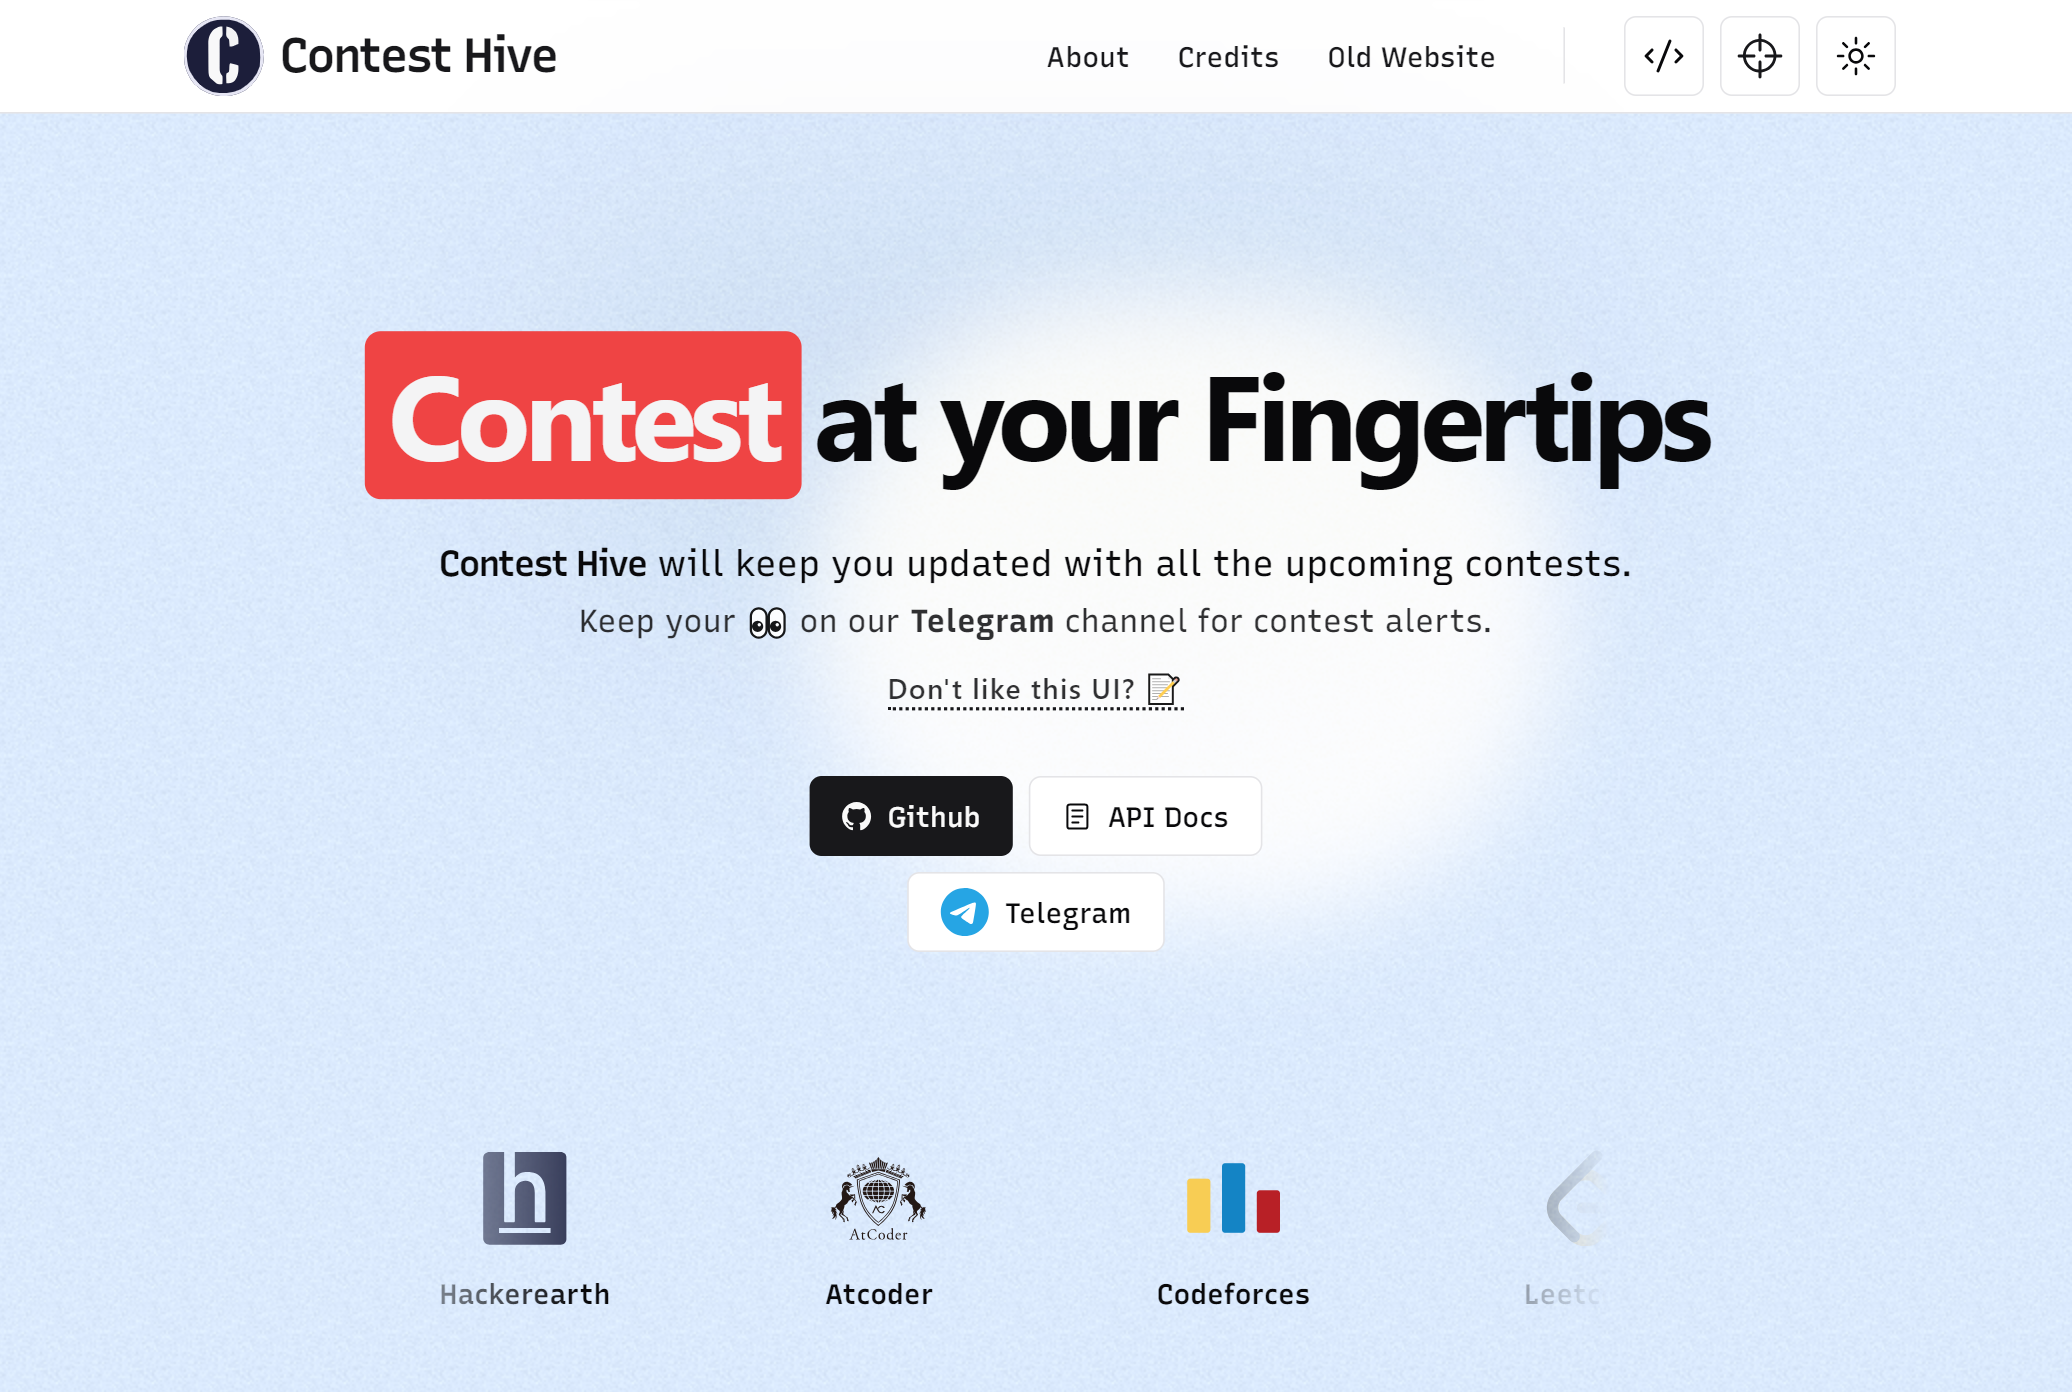 Contest Hive
About Credits Old Website
Contest at your Fingertips
Contest Hive will keep you updated with all the upcoming contests.
Keep your 👀 on our Telegram channel for contest alerts.
Don't like this UI? 📝
Github API Docs
Telegram
AtCoder
Hackerearth Atcoder Codeforces Leetc